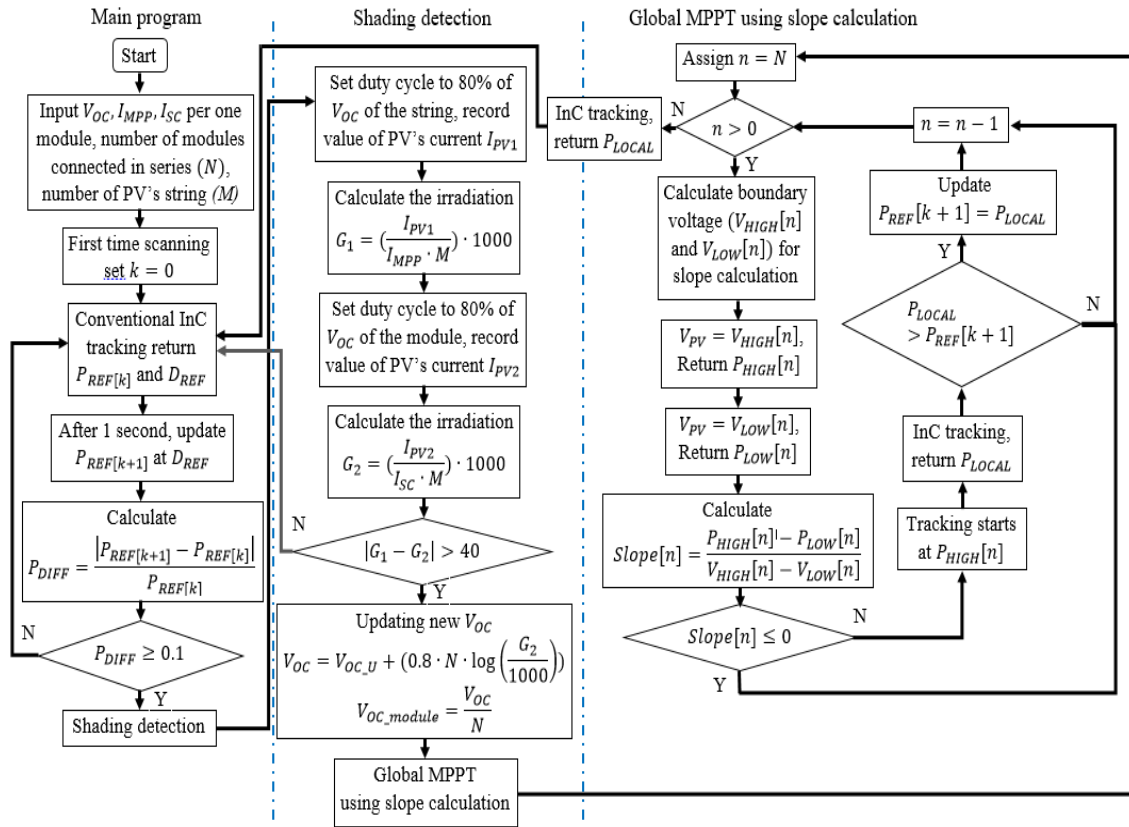 Main program
Start
Input V_OC, I_MPP, I_SC per one
module, number of modules
connected in series (N),
number of PV's string (M)
First time scanning
set k = 0
Conventional InC
tracking return
P_REF[k] and D_REF
After 1 second, update
P_REF[k+1] at D_REF
Calculate
P_DIFF = |P_REF[k+1] − P_REF[k]| / P_REF[k]
N
P_DIFF ≥ 0.1
Y
Shading detection
Shading detection
Set duty cycle to 80% of
V_OC of the string, record
value of PV's current I_PV1
Calculate the irradiation
G_1 = (I_PV1 / I_MPP · M) · 1000
Set duty cycle to 80% of
V_OC of the module, record
value of PV's current I_PV2
Calculate the irradiation
G_2 = (I_PV2 / I_SC · M) · 1000
N
|G_1 − G_2| > 40
Y
Updating new V_OC
V_OC = V_OC_U + (0.8 · N · log(G_2 / 1000))
V_OC_module = V_OC / N
Global MPPT
using slope calculation
Global MPPT using slope calculation
Assign n = N
InC tracking,
return P_LOCAL
N
n > 0
Y
Calculate boundary
voltage (V_HIGH[n]
and V_LOW[n]) for
slope calculation
V_PV = V_HIGH[n],
Return P_HIGH[n]
V_PV = V_LOW[n],
Return P_LOW[n]
Calculate
Slope[n] = P_HIGH[n] − P_LOW[n] / V_HIGH[n] − V_LOW[n]
Slope[n] ≤ 0
N
Y
n = n − 1
Update
P_REF[k + 1] = P_LOCAL
Y
P_LOCAL
> P_REF[k + 1]
N
InC tracking,
return P_LOCAL
Tracking starts
at P_HIGH[n]